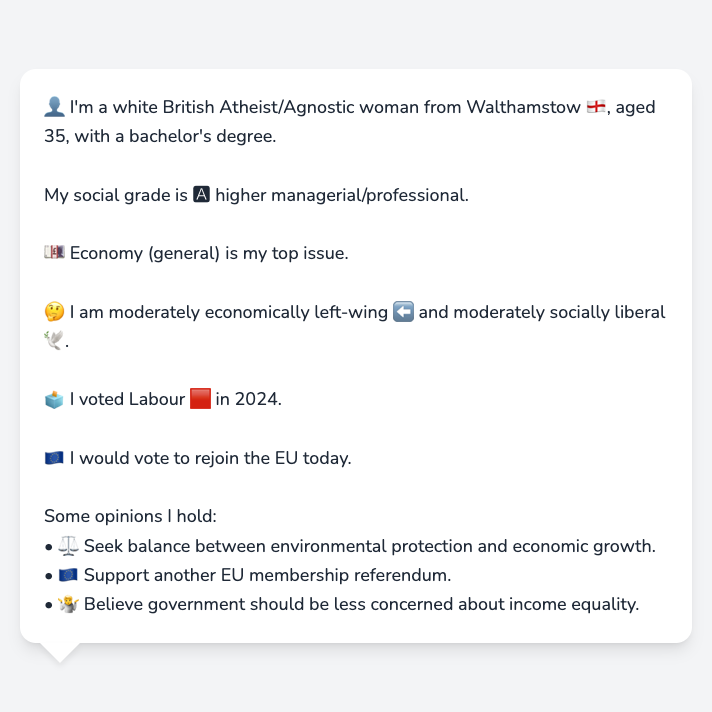 👤 I'm a white British Atheist/Agnostic woman from Walthamstow 🏴󠁧󠁢󠁥󠁮󠁧󠁿, aged
35, with a bachelor's degree.
My social grade is 🅰 higher managerial/professional.
💷 Economy (general) is my top issue.
🤔 I am moderately economically left-wing ⬅️ and moderately socially liberal
🕊️.
🗳️ I voted Labour 🟥 in 2024.
🇪🇺 I would vote to rejoin the EU today.
Some opinions I hold:
• ⚖️ Seek balance between environmental protection and economic growth.
• 🇪🇺 Support another EU membership referendum.
• 🤷 Believe government should be less concerned about income equality.